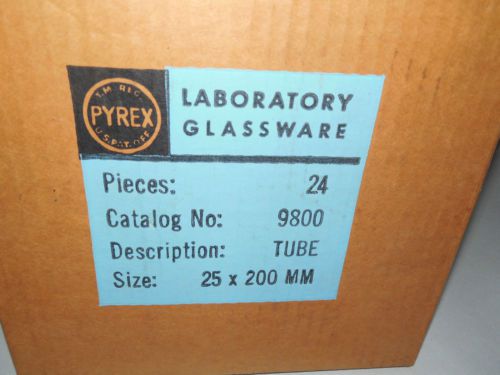 T.M. REG.
PYREX
U.S. PAT. OFF.
LABORATORY
GLASSWARE
Pieces: 24
Catalog No: 9800
Description: TUBE
Size: 25 x 200 MM